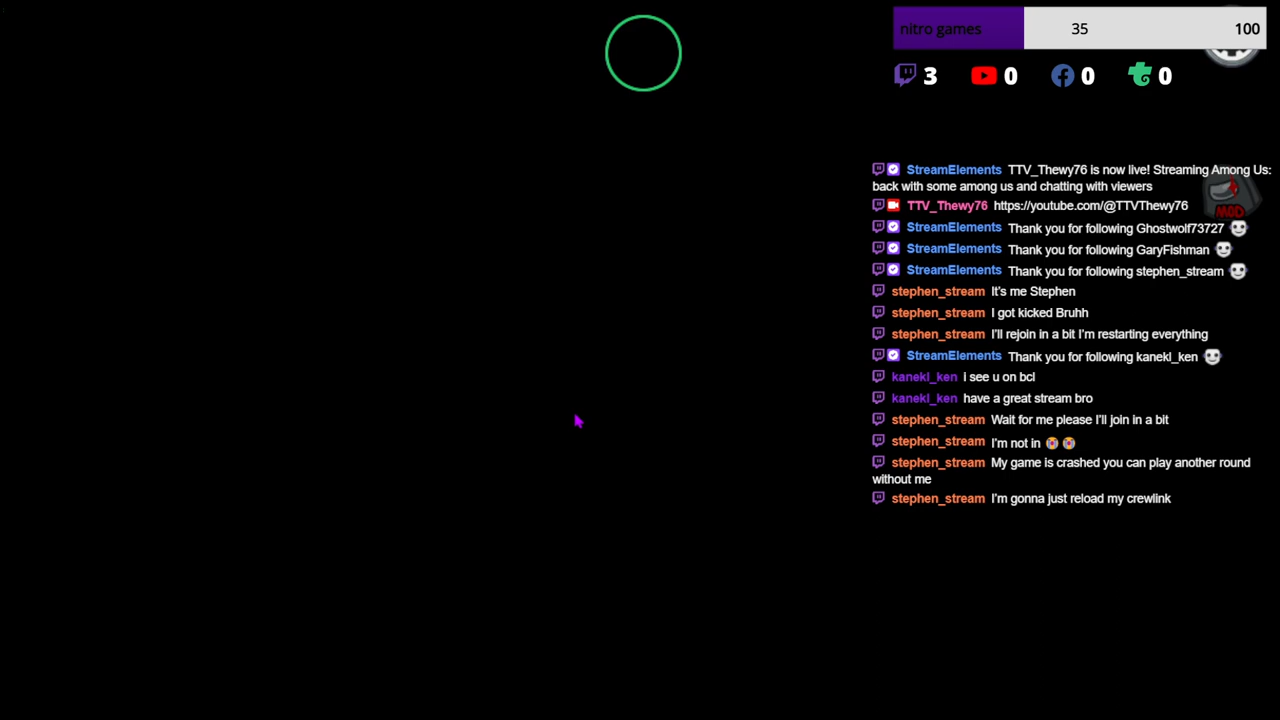 nitro games 35 100
3 0 0 0
StreamElements TTV_Thewy76 is now live! Streaming Among Us:
back with some among us and chatting with viewers
TTV_Thewy76 https://youtube.com/@TTVThewy76
MOD
StreamElements Thank you for following Ghostwolf73727
StreamElements Thank you for following GaryFishman
StreamElements Thank you for following stephen_stream
stephen_stream It's me Stephen
stephen_stream I got kicked Bruhh
stephen_stream I'll rejoin in a bit I'm restarting everything
StreamElements Thank you for following kanekl_ken
kanekl_ken i see u on bcl
kanekl_ken have a great stream bro
stephen_stream Wait for me please I'll join in a bit
stephen_stream I'm not in 😭 😭
stephen_stream My game is crashed you can play another round
without me
stephen_stream I'm gonna just reload my crewlink